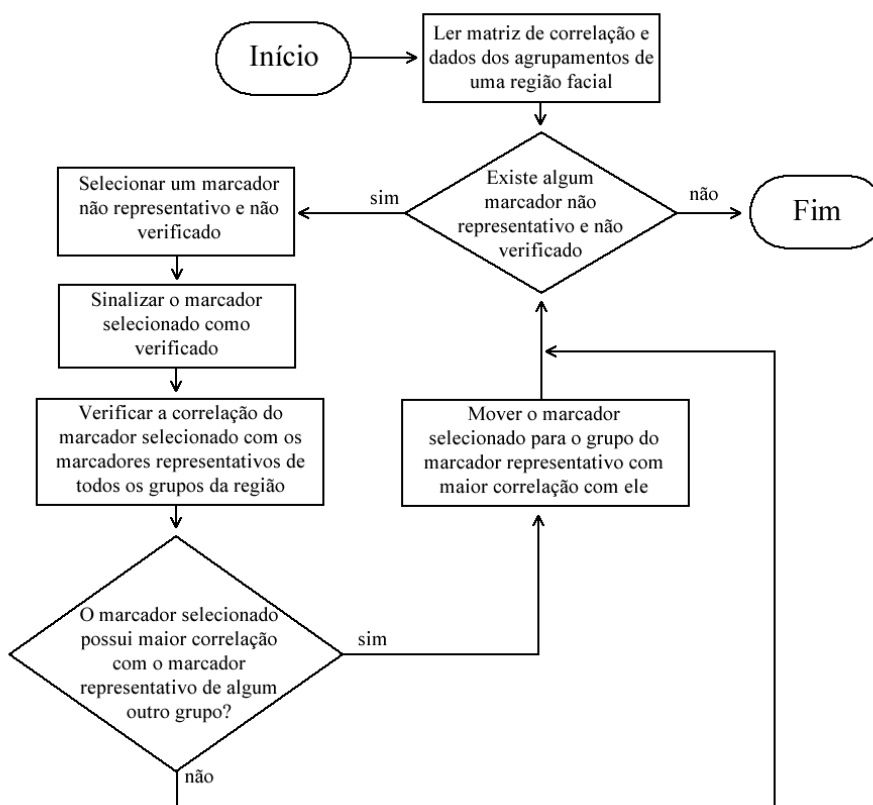 Início
Ler matriz de correlação e
dados dos agrupamentos de
uma região facial
Existe algum
marcador não
representativo e não
verificado
sim
não
Fim
Selecionar um marcador
não representativo e não
verificado
Sinalizar o marcador
selecionado como
verificado
Verificar a correlação do
marcador selecionado com os
marcadores representativos de
todos os grupos da região
Mover o marcador
selecionado para o grupo do
marcador representativo com
maior correlação com ele
O marcador selecionado
possui maior correlação
com o marcador
representativo de algum
outro grupo?
sim
não